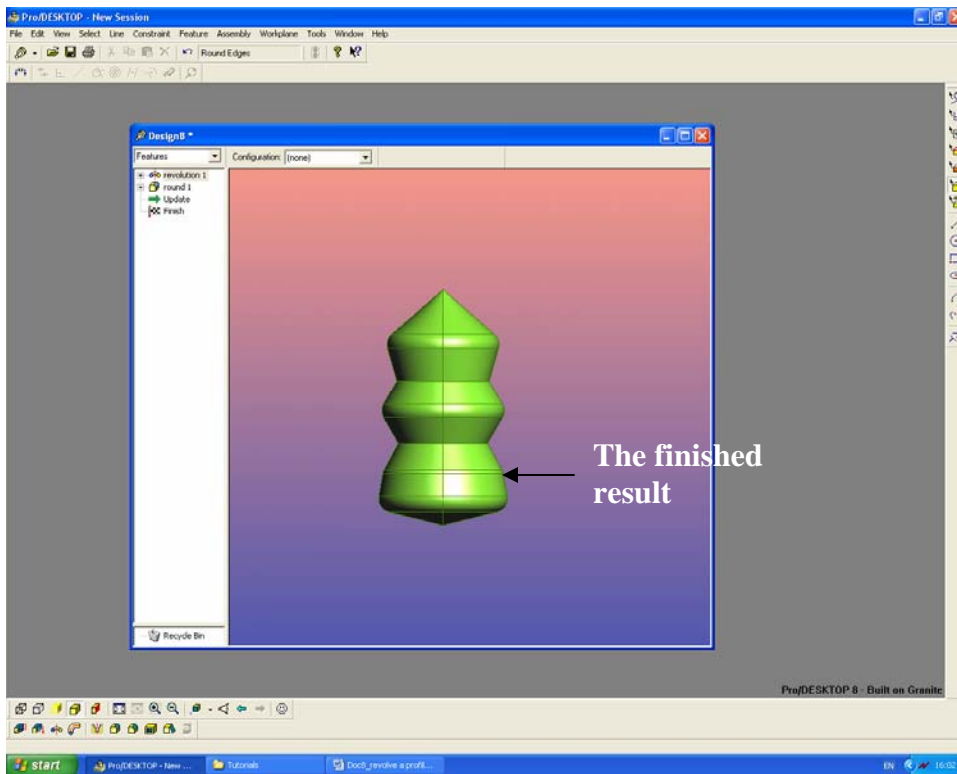 Pro/DESKTOP - New Session
File Edit View Select Line Constraint Feature Assembly Workplane Tools Window Help
Round Edges
Design8 *
Features
Configuration: (none)
revolution 1
round 1
Update
Finish
The finished
result
Recycle Bin
Pro/DESKTOP 8 - Built on Granite
start
Pro/DESKTOP - New ...
Tutorials
Doc8_revolve a profil...
EN
16:02